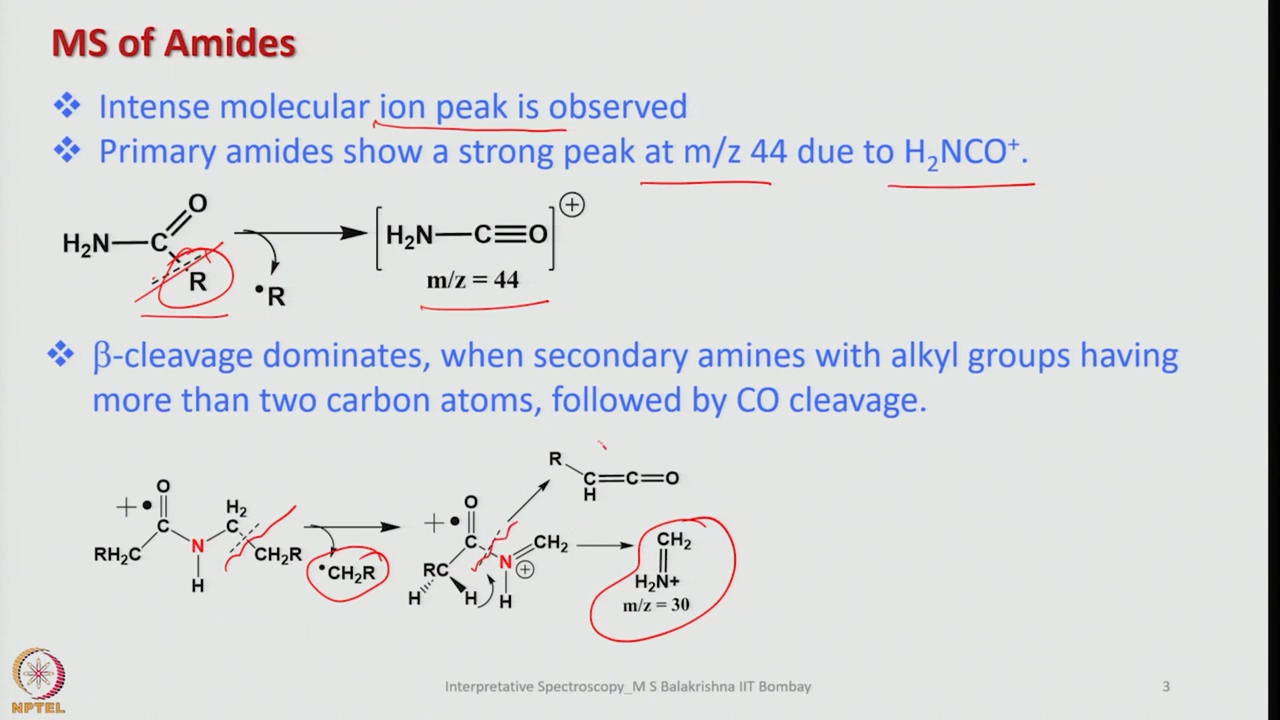 MS of Amides
❖ Intense molecular ion peak is observed
❖ Primary amides show a strong peak at m/z 44 due to H₂NCO⁺.
O
H₂N—C
R
•R
[H₂N—C≡O]⊕
m/z = 44
❖ β-cleavage dominates, when secondary amines with alkyl groups having
more than two carbon atoms, followed by CO cleavage.
+• O
H₂
C C
RH₂C N CH₂R
H
•CH₂R
+• O
C CH₂
RC N ⊕
H H H
R
C=C=O
H
CH₂
H₂N+
m/z = 30
NPTEL
Interpretative Spectroscopy_M S Balakrishna IIT Bombay
3